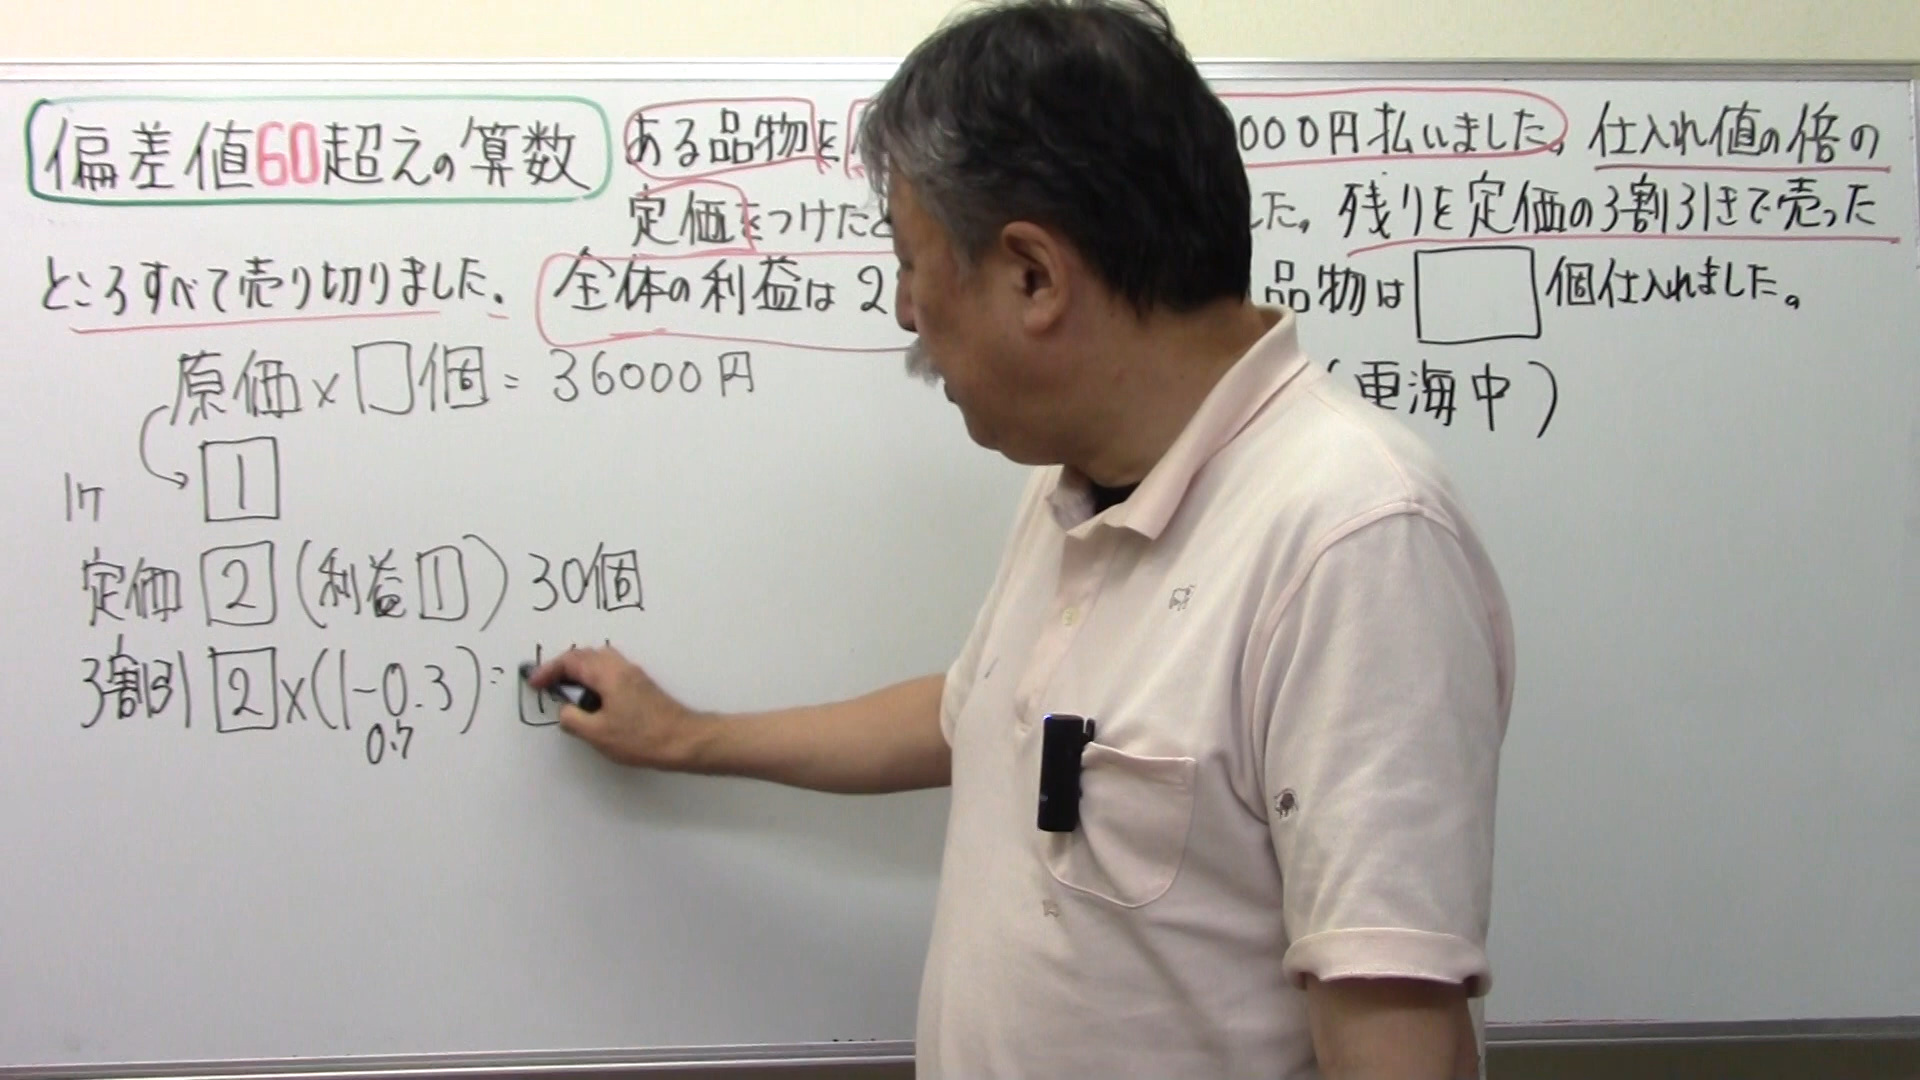 偏差値60超えの算数
ある品物を 000円払いました。仕入れ値の倍の
定価をつけたと した。残りを定価の3割引きで売った
ところすべて売り切りました。全体の利益は2 品物は□個仕入れました。
(東海中)
原価×□個=36000円
1
1ケ
定価 2 (利益1) 30個
3割引 2×(1-0.3)=
0.7